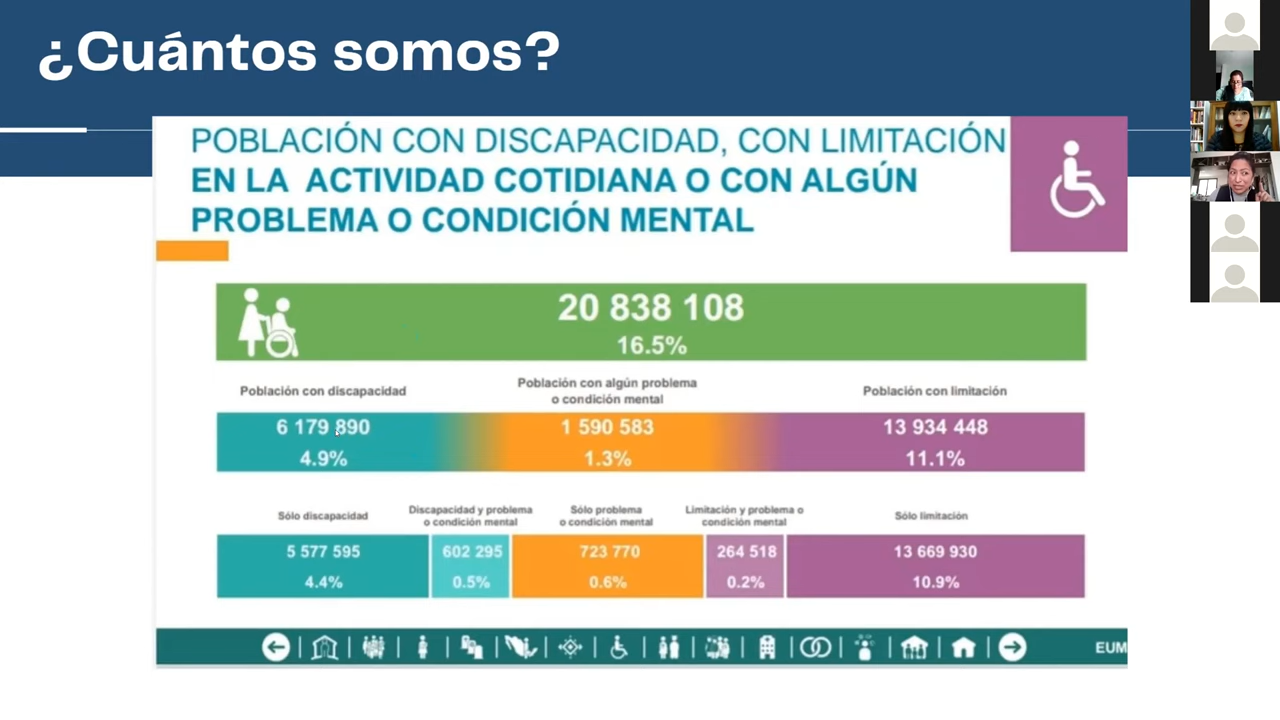 ¿Cuántos somos?
POBLACIÓN CON DISCAPACIDAD, CON LIMITACIÓN
EN LA ACTIVIDAD COTIDIANA O CON ALGÚN
PROBLEMA O CONDICIÓN MENTAL
20 838 108
16.5%
Población con discapacidad
6 179 890
4.9%
Población con algún problema
o condición mental
1 590 583
1.3%
Población con limitación
13 934 448
11.1%
Sólo discapacidad
5 577 595
4.4%
Discapacidad y problema
o condición mental
602 295
0.5%
Sólo problema
o condición mental
723 770
0.6%
Limitación y problema o
condición mental
264 518
0.2%
Sólo limitación
13 669 930
10.9%
EUM